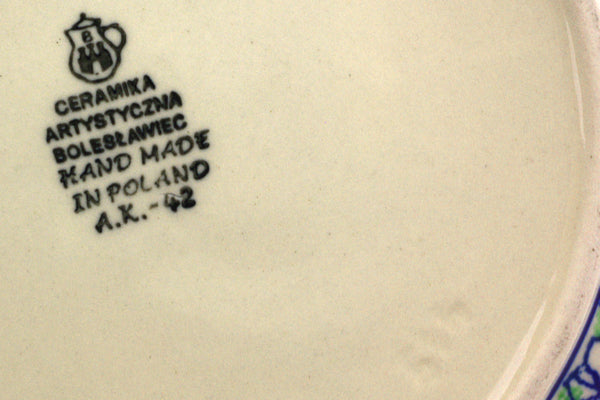 B
CERAMIKA
ARTYSTYCZNA
BOLESŁAWIEC
HAND MADE
IN POLAND
A.K.-42